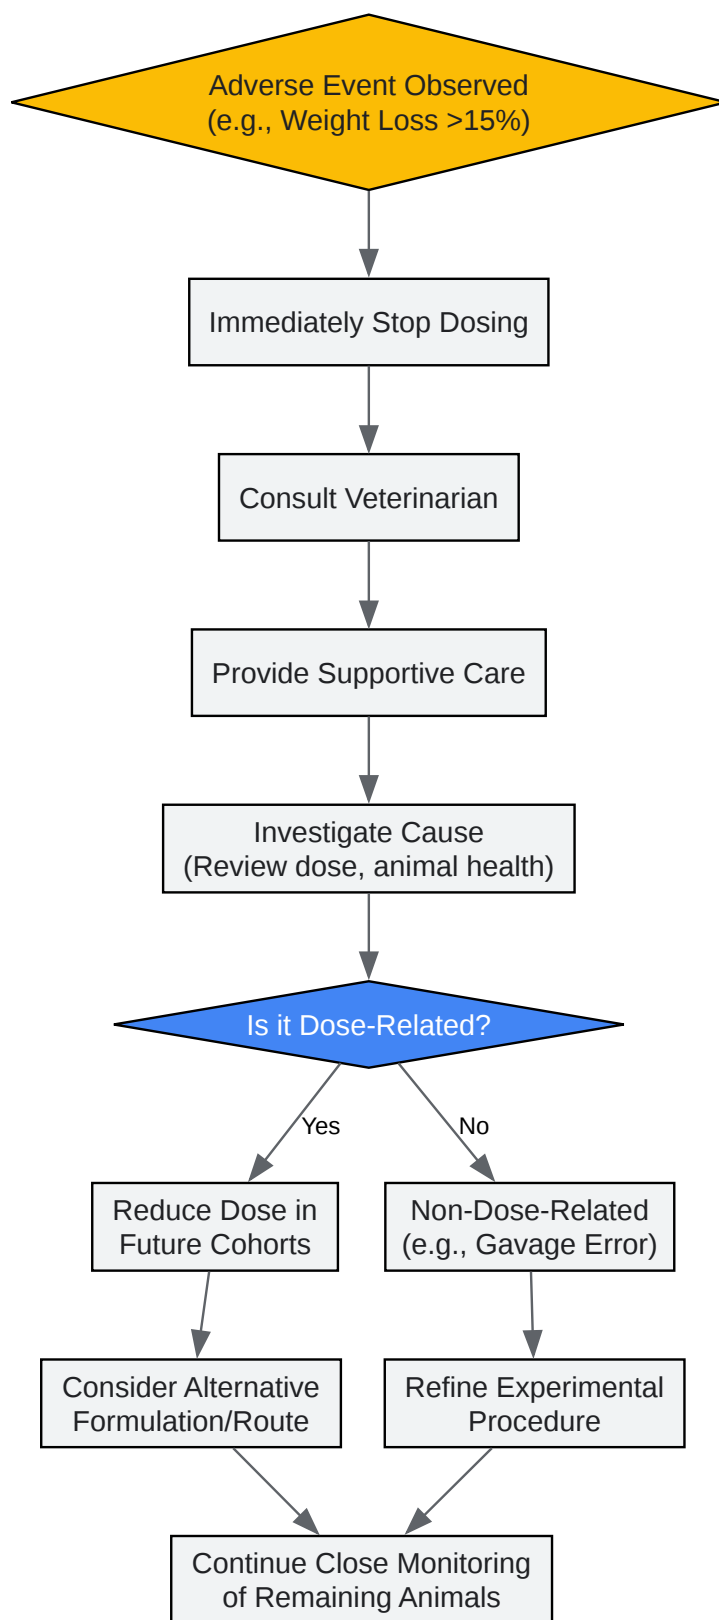 Adverse Event Observed
(e.g., Weight Loss >15%)
Immediately Stop Dosing
Consult Veterinarian
Provide Supportive Care
Investigate Cause
(Review dose, animal health)
Is it Dose-Related?
Yes
No
Reduce Dose in
Future Cohorts
Non-Dose-Related
(e.g., Gavage Error)
Consider Alternative
Formulation/Route
Refine Experimental
Procedure
Continue Close Monitoring
of Remaining Animals